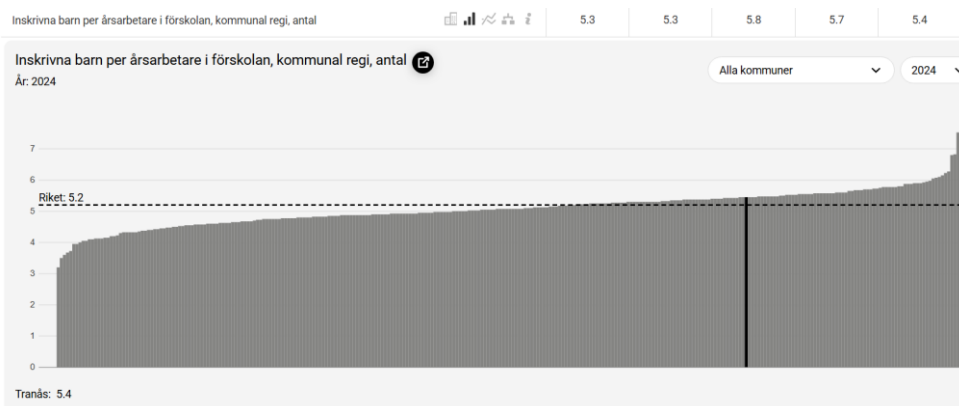 Inskrivna barn per årsarbetare i förskolan, kommunal regi, antal 5.3 5.3 5.8 5.7 5.4
Inskrivna barn per årsarbetare i förskolan, kommunal regi, antal
År: 2024
Alla kommuner 2024
7
6
Riket: 5.2
5
4
3
2
1
0
Tranås: 5.4